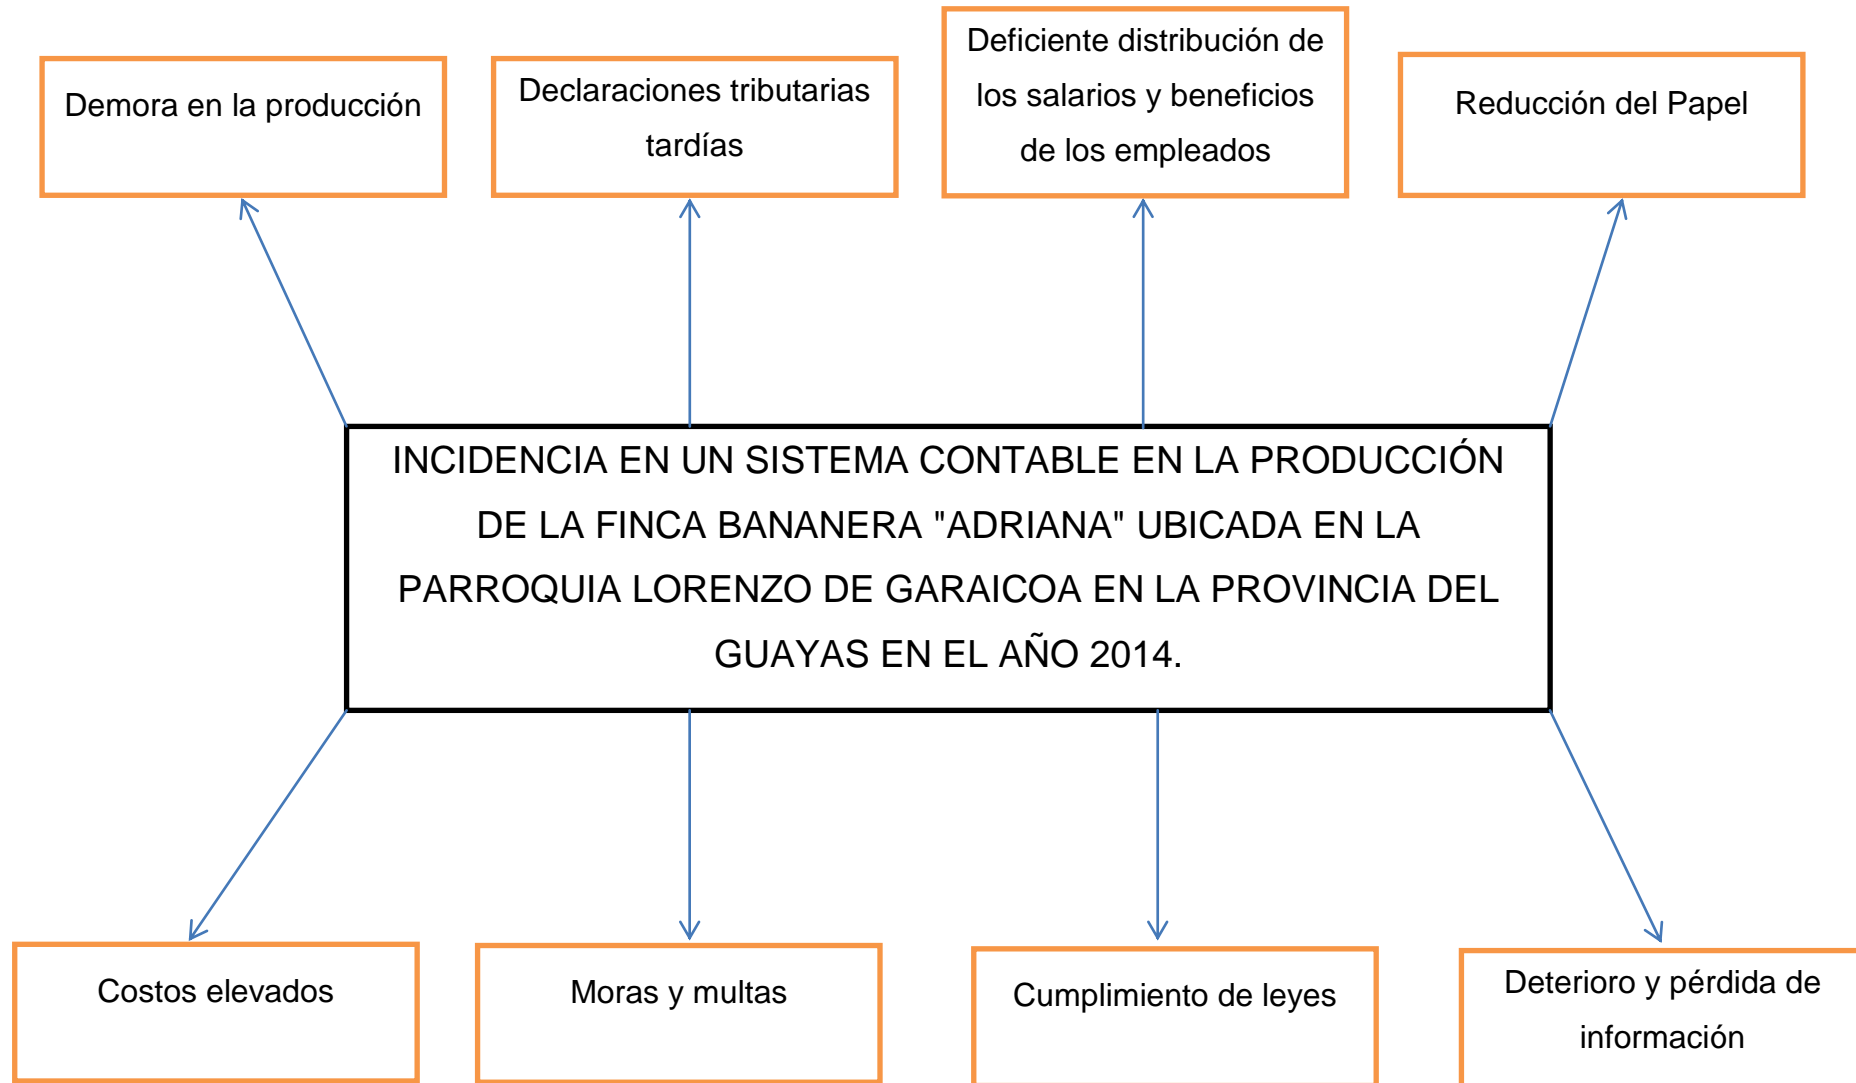 Demora en la producción
Declaraciones tributarias
tardías
Deficiente distribución de
los salarios y beneficios
de los empleados
Reducción del Papel
INCIDENCIA EN UN SISTEMA CONTABLE EN LA PRODUCCIÓN
DE LA FINCA BANANERA "ADRIANA" UBICADA EN LA
PARROQUIA LORENZO DE GARAICOA EN LA PROVINCIA DEL
GUAYAS EN EL AÑO 2014.
Costos elevados
Moras y multas
Cumplimiento de leyes
Deterioro y pérdida de
información